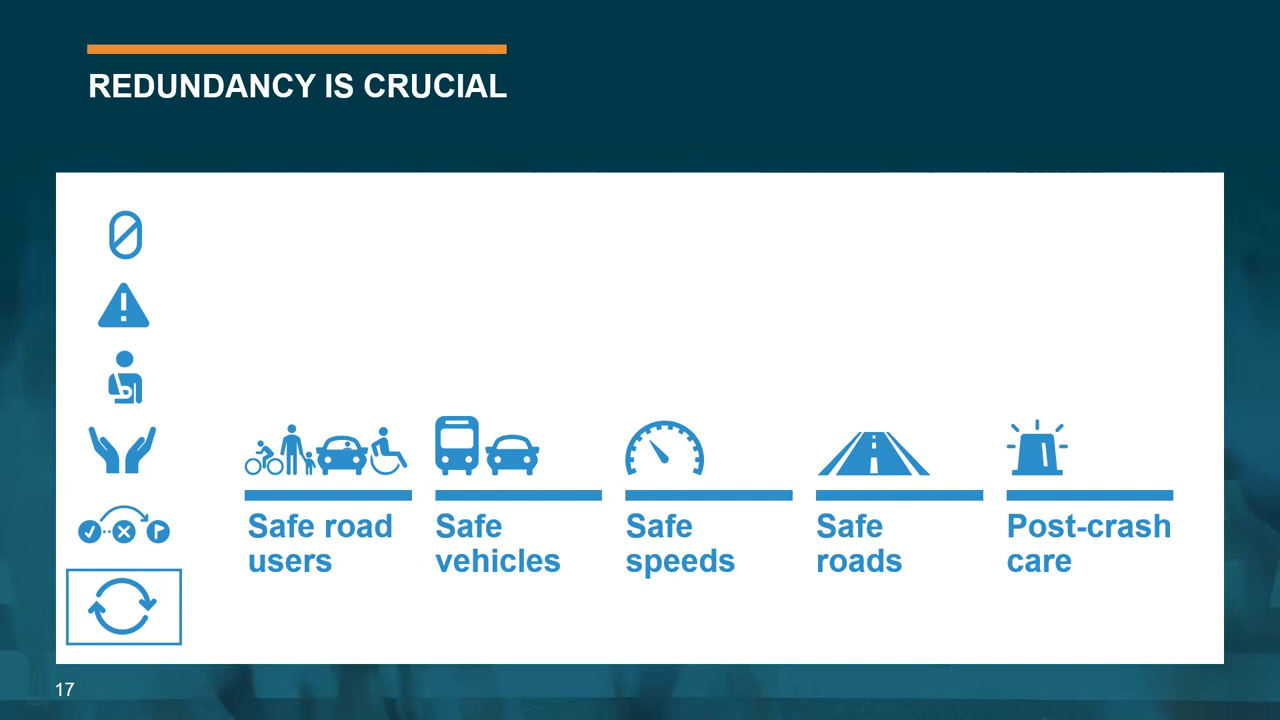 REDUNDANCY IS CRUCIAL
Safe road
users
Safe
vehicles
Safe
speeds
Safe
roads
Post-crash
care
17